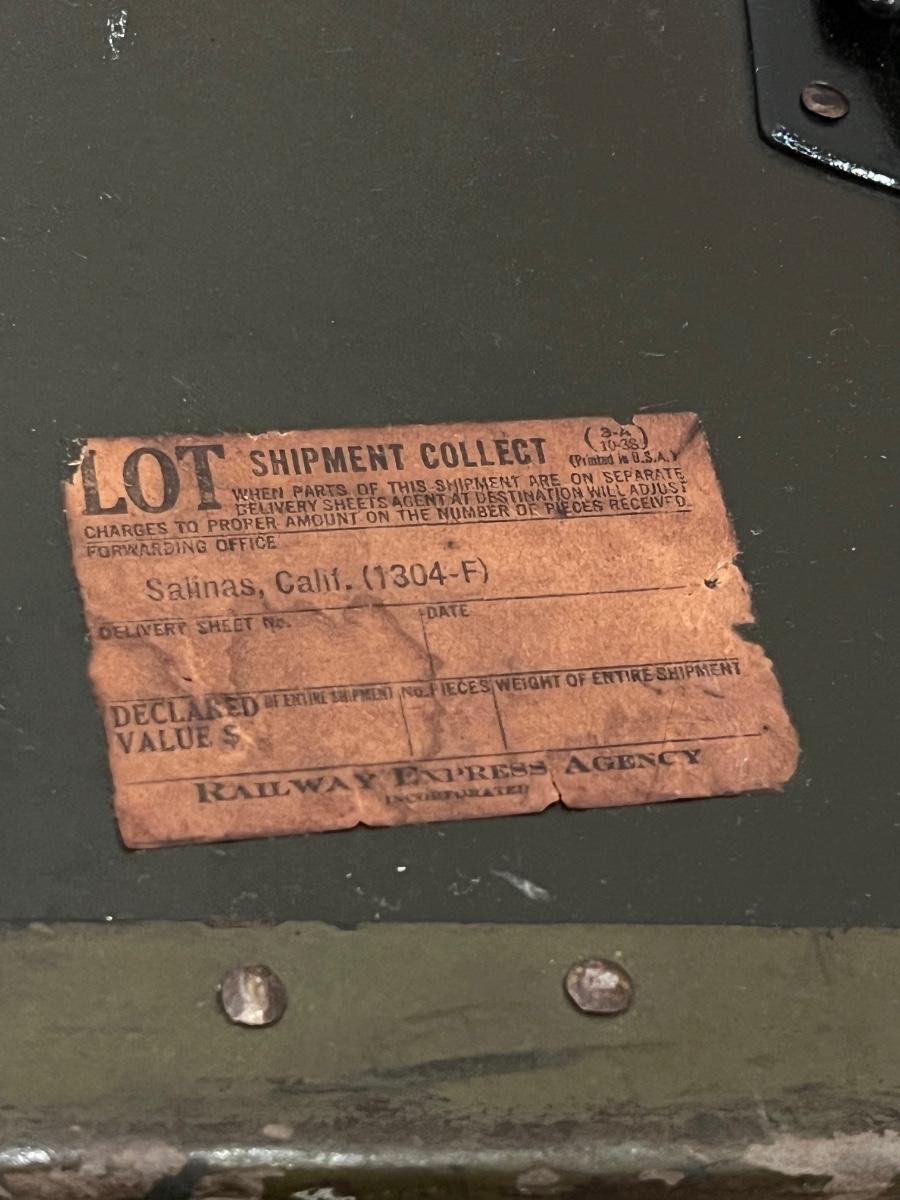 LOT SHIPMENT COLLECT (3-A 10-38)
(Printed in U.S.A.)
WHEN PARTS OF THIS SHIPMENT ARE ON SEPARATE
DELIVERY SHEETS AGENT AT DESTINATION WILL ADJUST
CHARGES TO PROPER AMOUNT ON THE NUMBER OF PIECES RECEIVED.
FORWARDING OFFICE
Salinas, Calif. (1304-F)
DELIVERY SHEET No. DATE
DECLARED OF ENTIRE SHIPMENT No. PIECES WEIGHT OF ENTIRE SHIPMENT
VALUE $
RAILWAY EXPRESS AGENCY
INCORPORATED